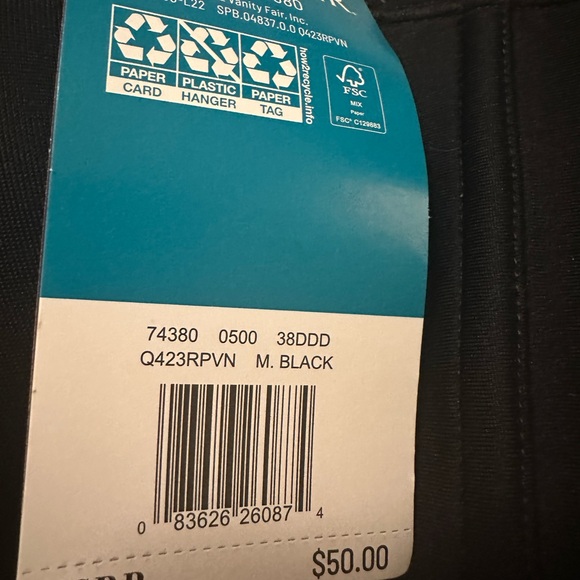 Vanity Fair, Inc.
SPB.04837.0.0 Q423RPVN
PAPER PLASTIC PAPER
CARD HANGER TAG
how2recycle.info
FSC
MIX
Paper
FSC® C129883
74380 0500 38DDD
Q423RPVN M. BLACK
0 83626 26087 4
$50.00